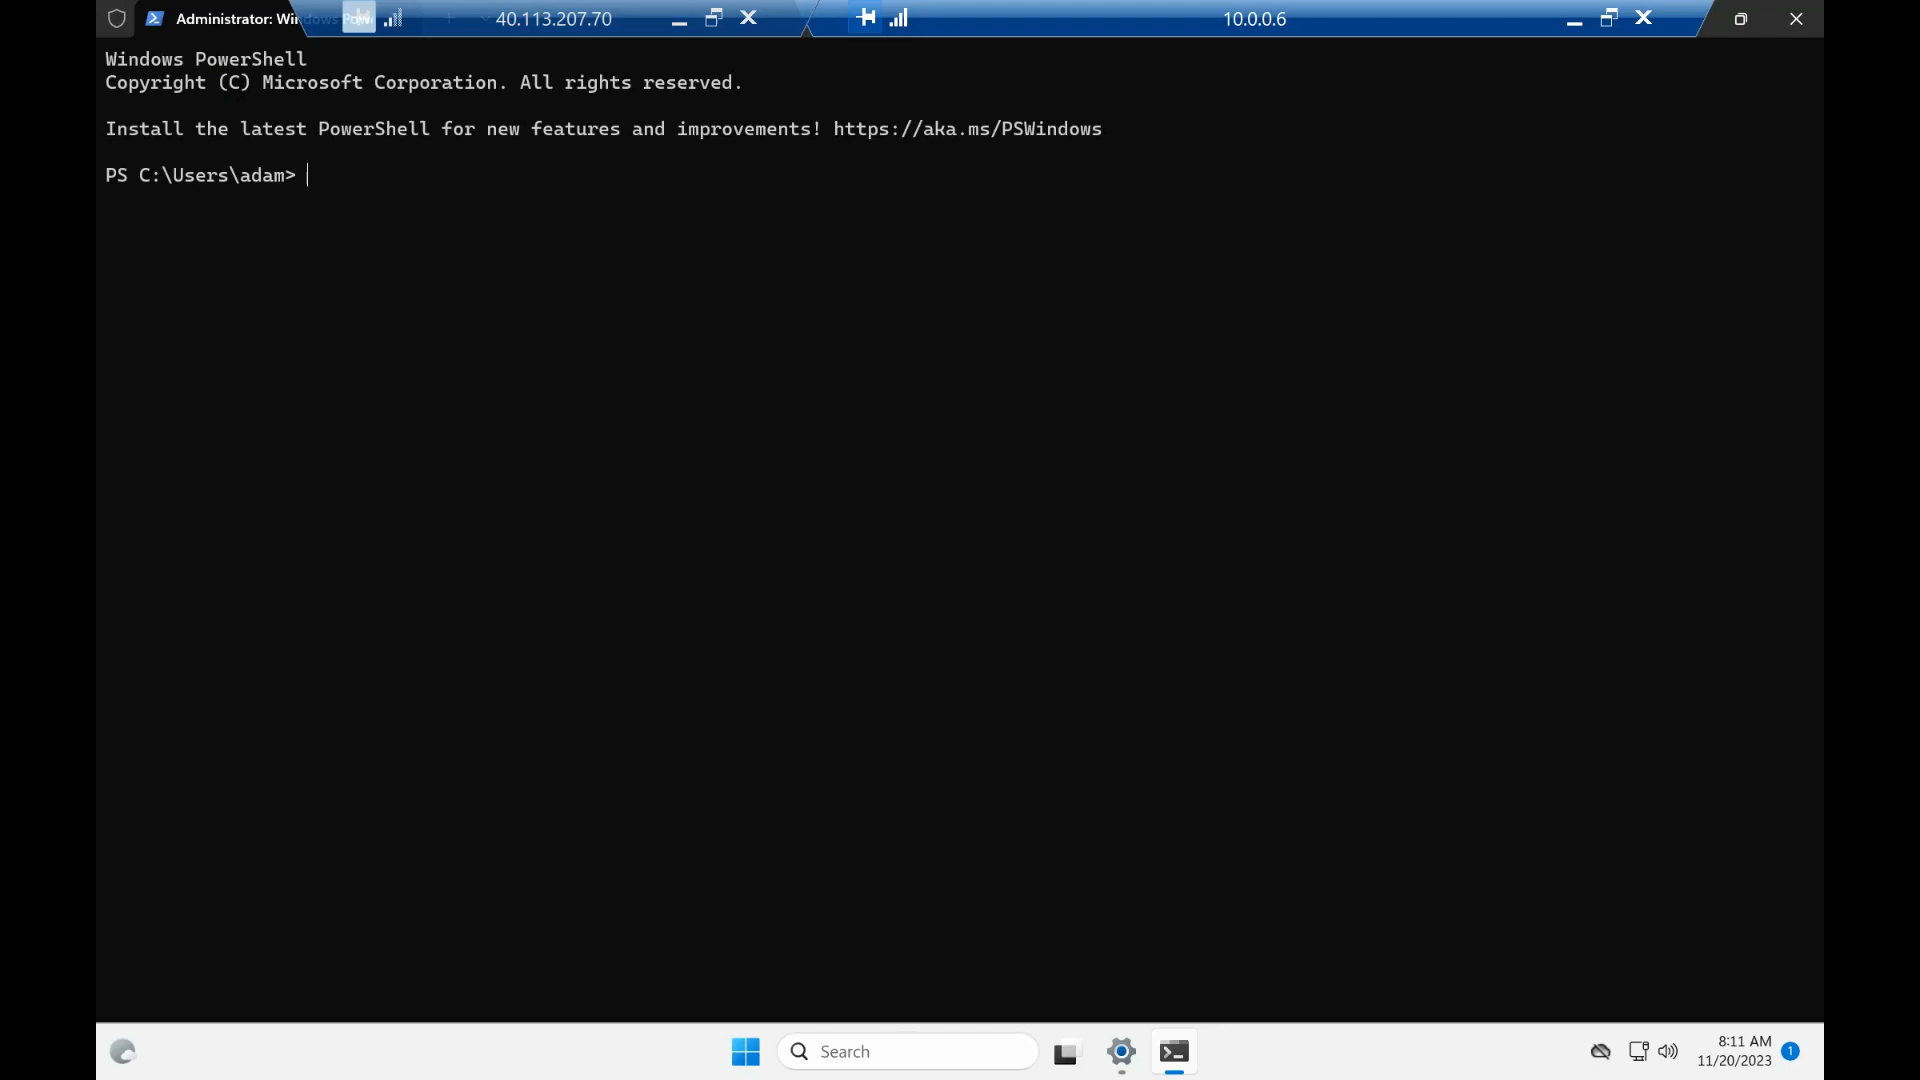 Administrator: Windows Pow
40.113.207.70
10.0.0.6
Windows PowerShell
Copyright (C) Microsoft Corporation. All rights reserved.
Install the latest PowerShell for new features and improvements! https://aka.ms/PSWindows
PS C:\Users\adam>
Search
8:11 AM
11/20/2023
1